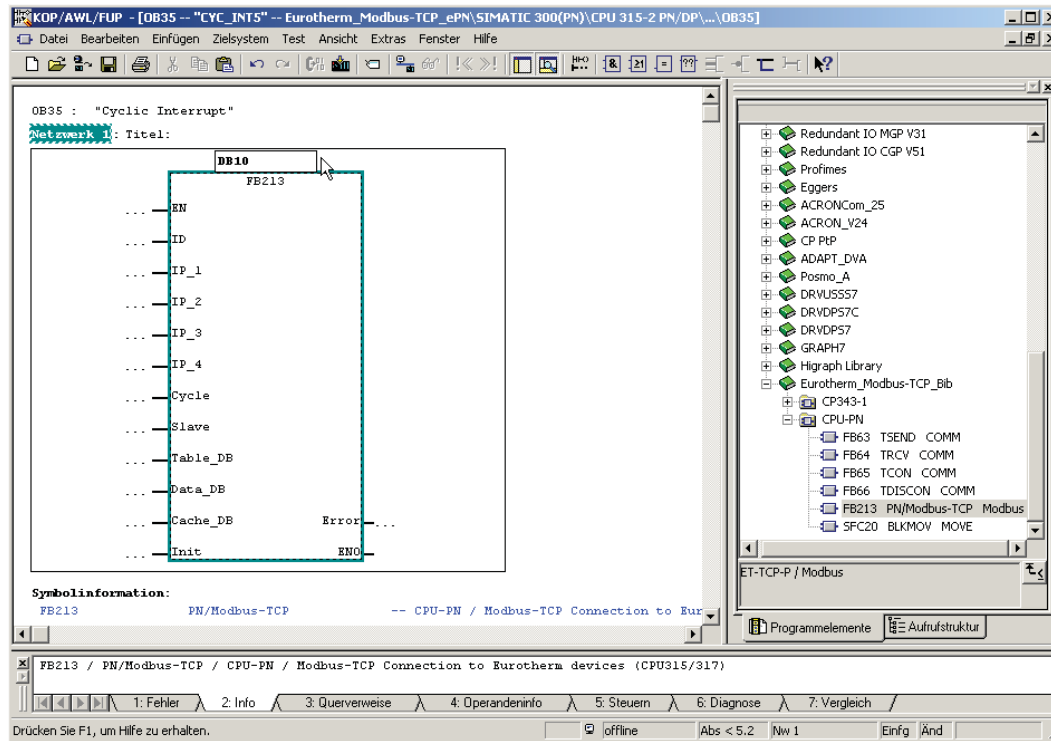 KOP/AWL/FUP - [OB35 -- "CYC_INT5" -- Eurotherm_Modbus-TCP_ePN\SIMATIC 300(PN)\CPU 315-2 PN/DP\...\OB35]
Datei Bearbeiten Einfügen Zielsystem Test Ansicht Extras Fenster Hilfe
OB35 : "Cyclic Interrupt"
Netzwerk 1: Titel:
DB10
FB213
... EN
... ID
... IP_1
... IP_2
... IP_3
... IP_4
... Cycle
... Slave
... Table_DB
... Data_DB
... Cache_DB Error ...
... Init ENO
Symbolinformation:
FB213 PN/Modbus-TCP -- CPU-PN / Modbus-TCP Connection to Eur
Redundant IO MGP V31
Redundant IO CGP V51
Profimes
Eggers
ACRONCom_25
ACRON_V24
CP PtP
ADAPT_DVA
Posmo_A
DRVUSSS7
DRVDPS7C
DRVDPS7
GRAPH7
Higraph Library
Eurotherm_Modbus-TCP_Bib
CP343-1
CPU-PN
FB63 TSEND COMM
FB64 TRCV COMM
FB65 TCON COMM
FB66 TDISCON COMM
FB213 PN/Modbus-TCP Modbus
SFC20 BLKMOV MOVE
ET-TCP-P / Modbus
Programmelemente Aufrufstruktur
FB213 / PN/Modbus-TCP / CPU-PN / Modbus-TCP Connection to Eurotherm devices (CPU315/317)
1: Fehler 2: Info 3: Querverweise 4: Operandeninfo 5: Steuern 6: Diagnose 7: Vergleich
Drücken Sie F1, um Hilfe zu erhalten. offline Abs < 5.2 Nw 1 Einfg Änd